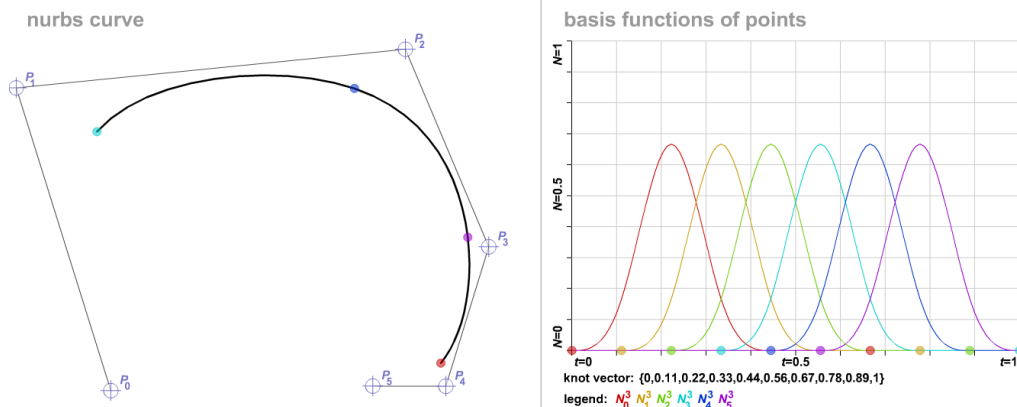 nurbs curve
P1
P2
P3
P0
P5
P4
basis functions of points
N=1
N=0.5
N=0
t=0
t=0.5
t=1
knot vector: {0,0.11,0.22,0.33,0.44,0.56,0.67,0.78,0.89,1}
legend: N₀³ N₁³ N₂³ N₃³ N₄³ N₅³